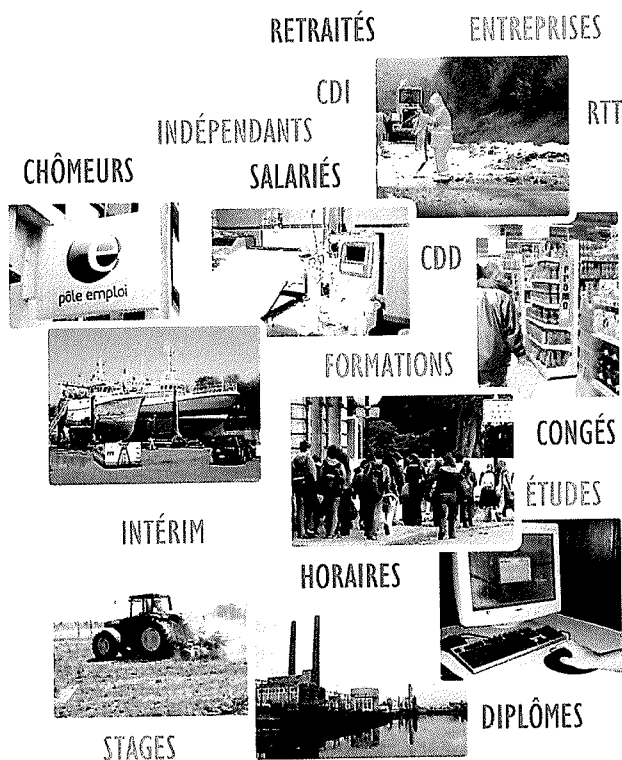 RETRAITÉS
ENTREPRISES
CDI
RTT
INDÉPENDANTS
CHÔMEURS
SALARIÉS
CDD
pôle emploi
FORMATIONS
CONGÉS
ÉTUDES
INTÉRIM
HORAIRES
DIPLÔMES
STAGES